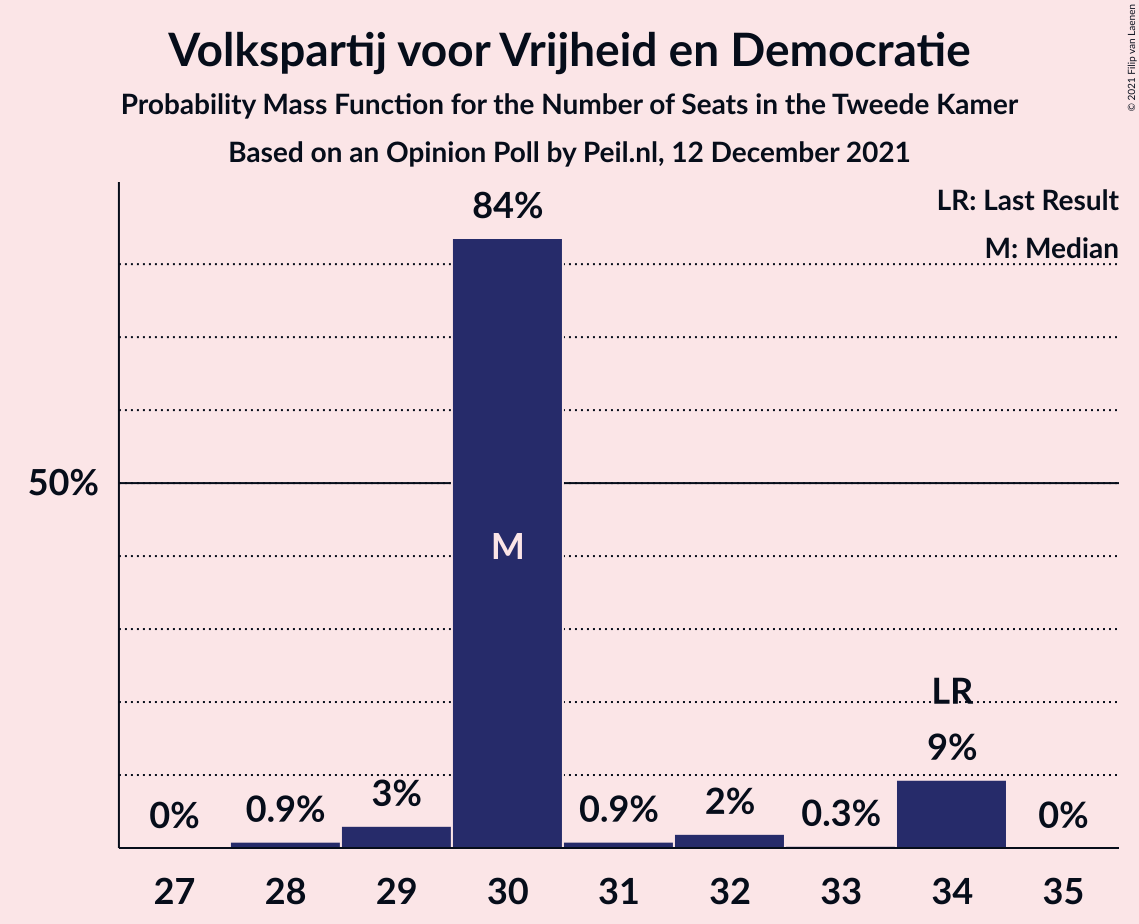 Volkspartij voor Vrijheid en Democratie
Probability Mass Function for the Number of Seats in the Tweede Kamer
Based on an Opinion Poll by Peil.nl, 12 December 2021
© 2021 Filip van Laenen
LR: Last Result
M: Median
50%
0%
0.9%
3%
84%
M
0.9%
2%
0.3%
LR
9%
0%
27 28 29 30 31 32 33 34 35